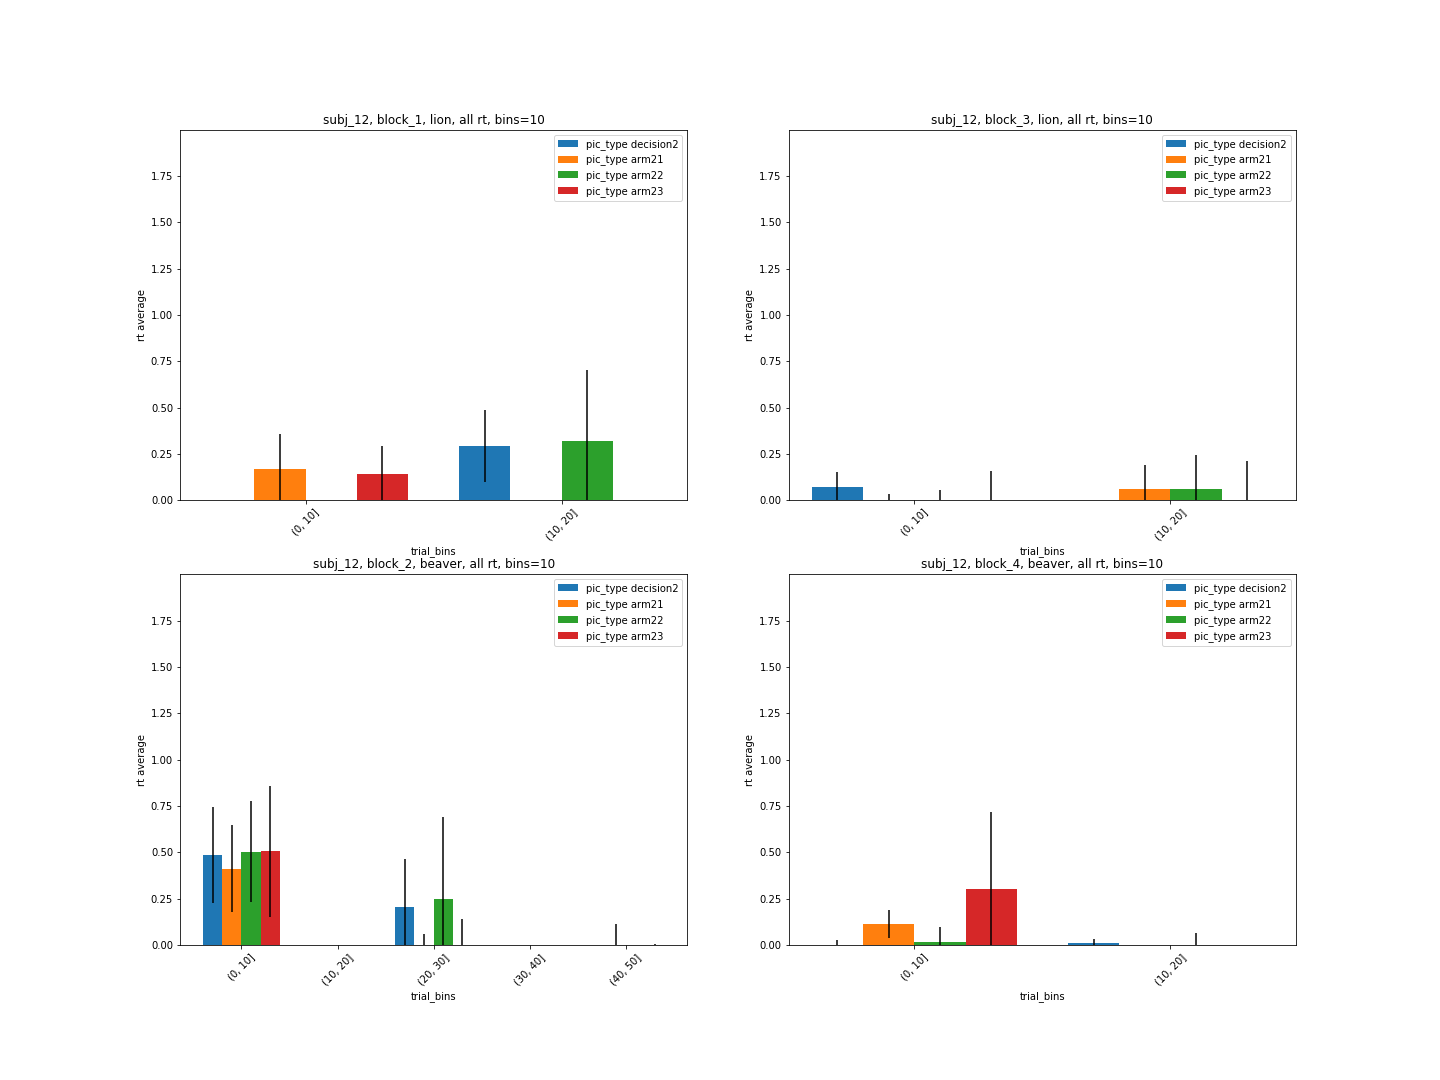 subj_12, block_1, lion, all rt, bins=10
pic_type decision2
pic_type arm21
pic_type arm22
pic_type arm23
1.75
1.50
1.25
1.00
0.75
0.50
0.25
0.00
rt average
(0, 10]
(10, 20]
trial_bins
subj_12, block_3, lion, all rt, bins=10
pic_type decision2
pic_type arm21
pic_type arm22
pic_type arm23
1.75
1.50
1.25
1.00
0.75
0.50
0.25
0.00
rt average
(0, 10]
(10, 20]
trial_bins
subj_12, block_2, beaver, all rt, bins=10
pic_type decision2
pic_type arm21
pic_type arm22
pic_type arm23
1.75
1.50
1.25
1.00
0.75
0.50
0.25
0.00
rt average
(0, 10]
(10, 20]
(20, 30]
(30, 40]
(40, 50]
trial_bins
subj_12, block_4, beaver, all rt, bins=10
pic_type decision2
pic_type arm21
pic_type arm22
pic_type arm23
1.75
1.50
1.25
1.00
0.75
0.50
0.25
0.00
rt average
(0, 10]
(10, 20]
trial_bins